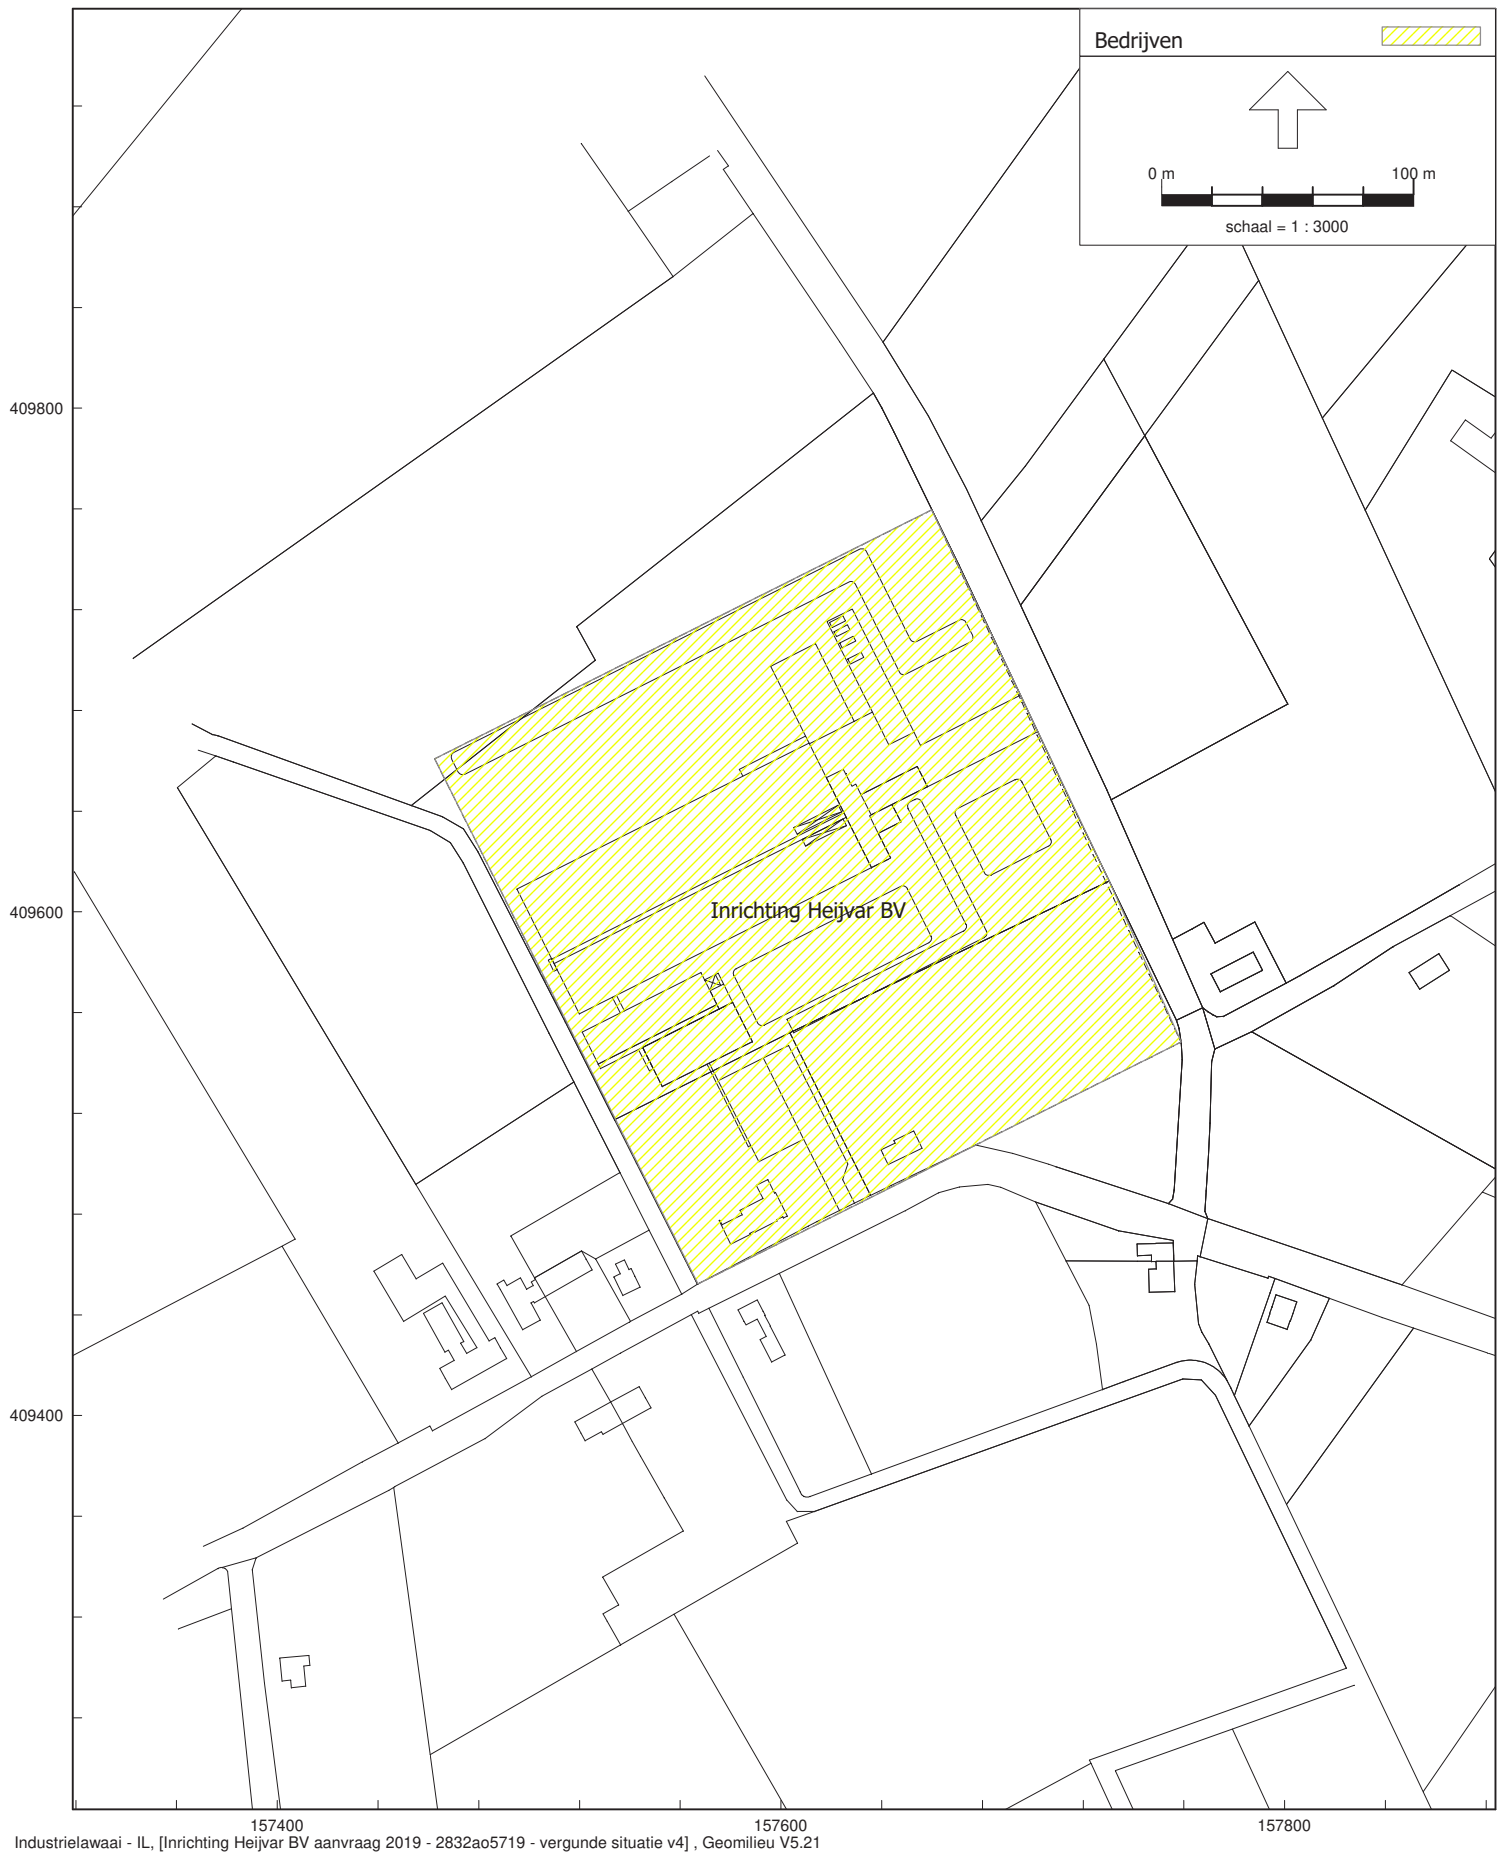 Bedrijven
0 m 100 m
schaal = 1 : 3000
409800
409600
Inrichting Heijvar BV
409400
157400 157600 157800
Industrielawaai - IL, [Inrichting Heijvar BV aanvraag 2019 - 2832ao5719 - vergunde situatie v4] , Geomilieu V5.21